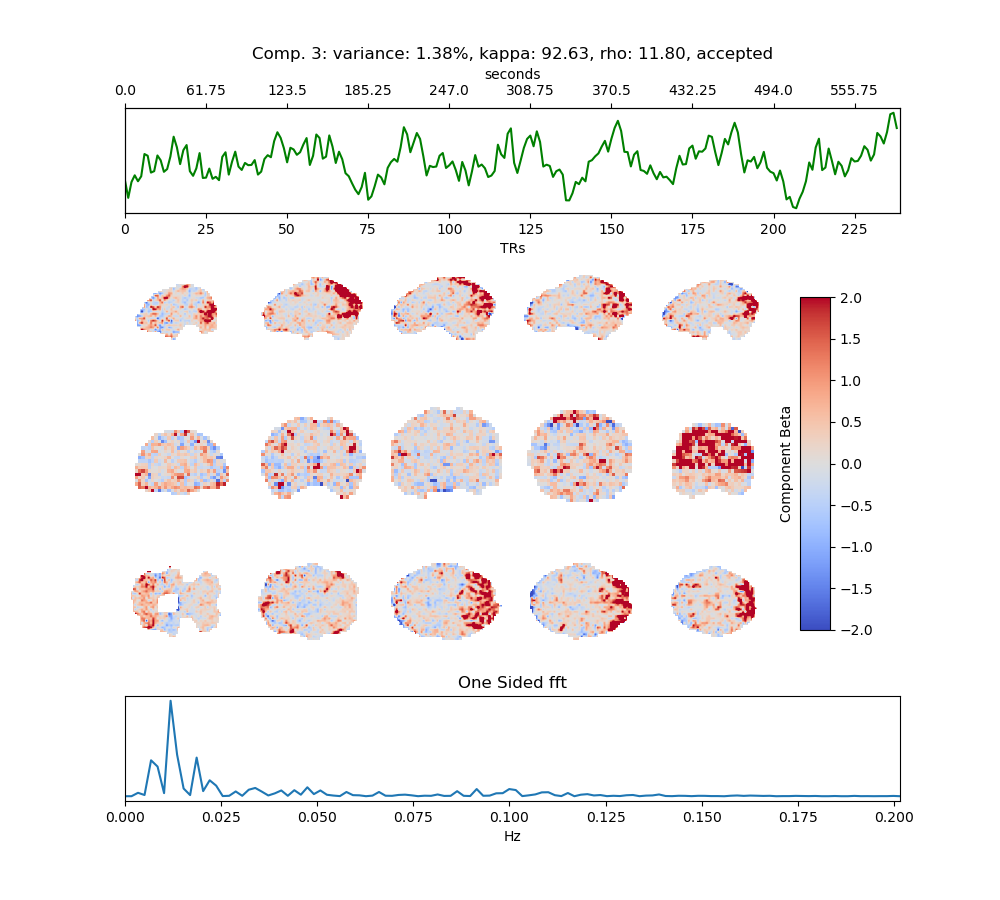 Comp. 3: variance: 1.38%, kappa: 92.63, rho: 11.80, accepted
seconds
0.0 61.75 123.5 185.25 247.0 308.75 370.5 432.25 494.0 555.75
0 25 50 75 100 125 150 175 200 225
TRs
2.0
1.5
1.0
0.5
0.0
−0.5
−1.0
−1.5
−2.0
Component Beta
One Sided fft
0.000 0.025 0.050 0.075 0.100 0.125 0.150 0.175 0.200
Hz